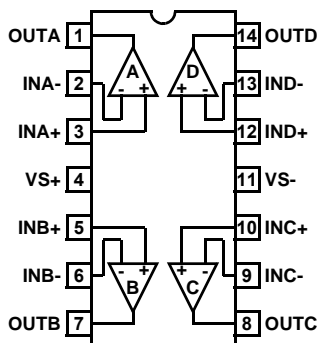 OUTA 1 14 OUTD
A D
INA- 2 - + + - 13 IND-
INA+ 3 12 IND+
VS+ 4 11 VS-
INB+ 5 10 INC+
INB- 6 - + + - 9 INC-
B C
OUTB 7 8 OUTC